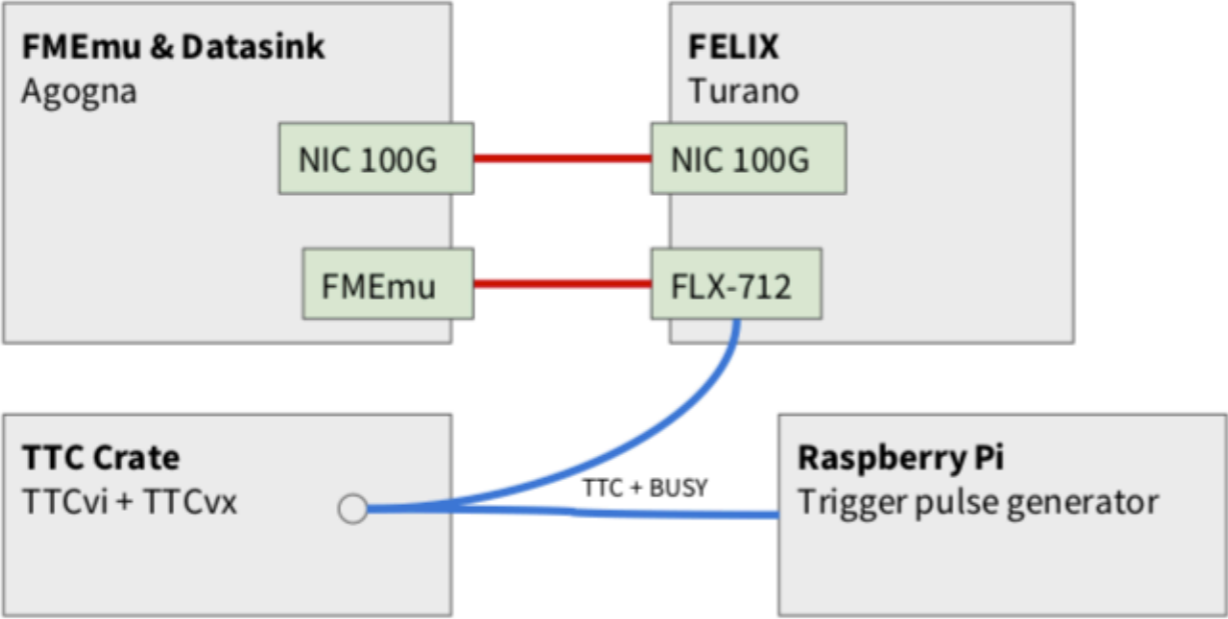 FMEmu & Datasink
Agogna
NIC 100G
FMEmu
FELIX
Turano
NIC 100G
FLX-712
TTC Crate
TTCvi + TTCvx
TTC + BUSY
Raspberry Pi
Trigger pulse generator